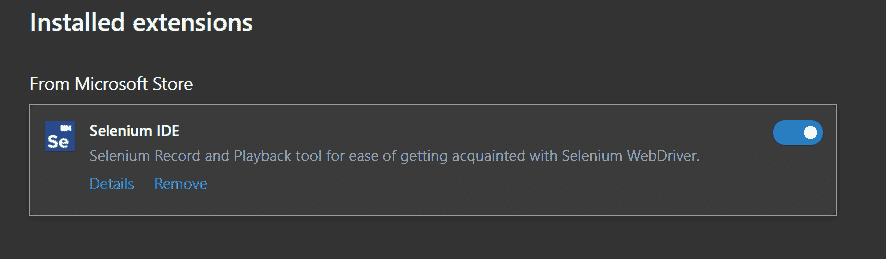 Installed extensions
From Microsoft Store
Se
Selenium IDE
Selenium Record and Playback tool for ease of getting acquainted with Selenium WebDriver.
Details Remove